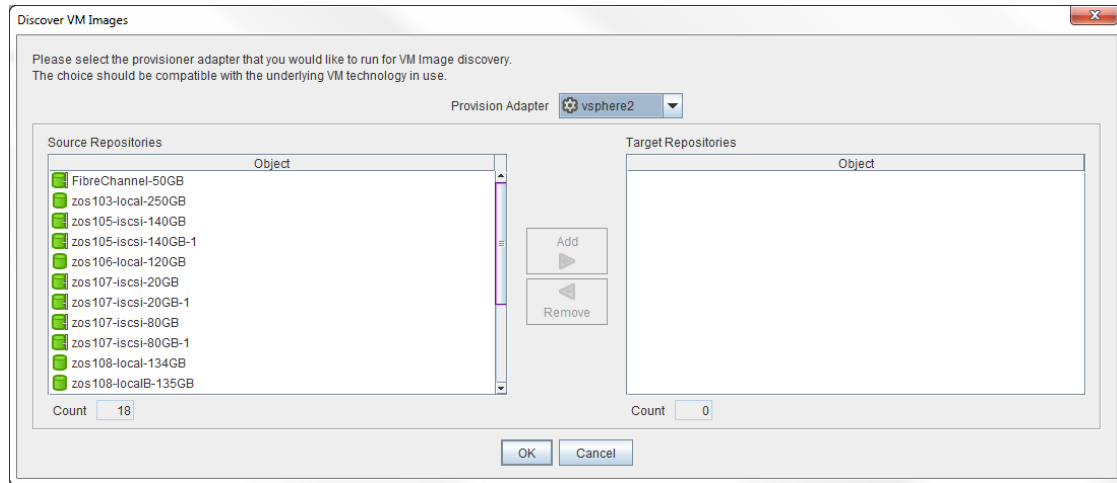 Discover VM Images
Please select the provisioner adapter that you would like to run for VM Image discovery.
The choice should be compatible with the underlying VM technology in use.
Provision Adapter vsphere2
Source Repositories
Object
FibreChannel-50GB
zos103-local-250GB
zos105-iscsi-140GB
zos105-iscsi-140GB-1
zos106-local-120GB
zos107-iscsi-20GB
zos107-iscsi-20GB-1
zos107-iscsi-80GB
zos107-iscsi-80GB-1
zos108-local-134GB
zos108-localB-135GB
Count 18
Add
Remove
Target Repositories
Object
Count 0
OK Cancel